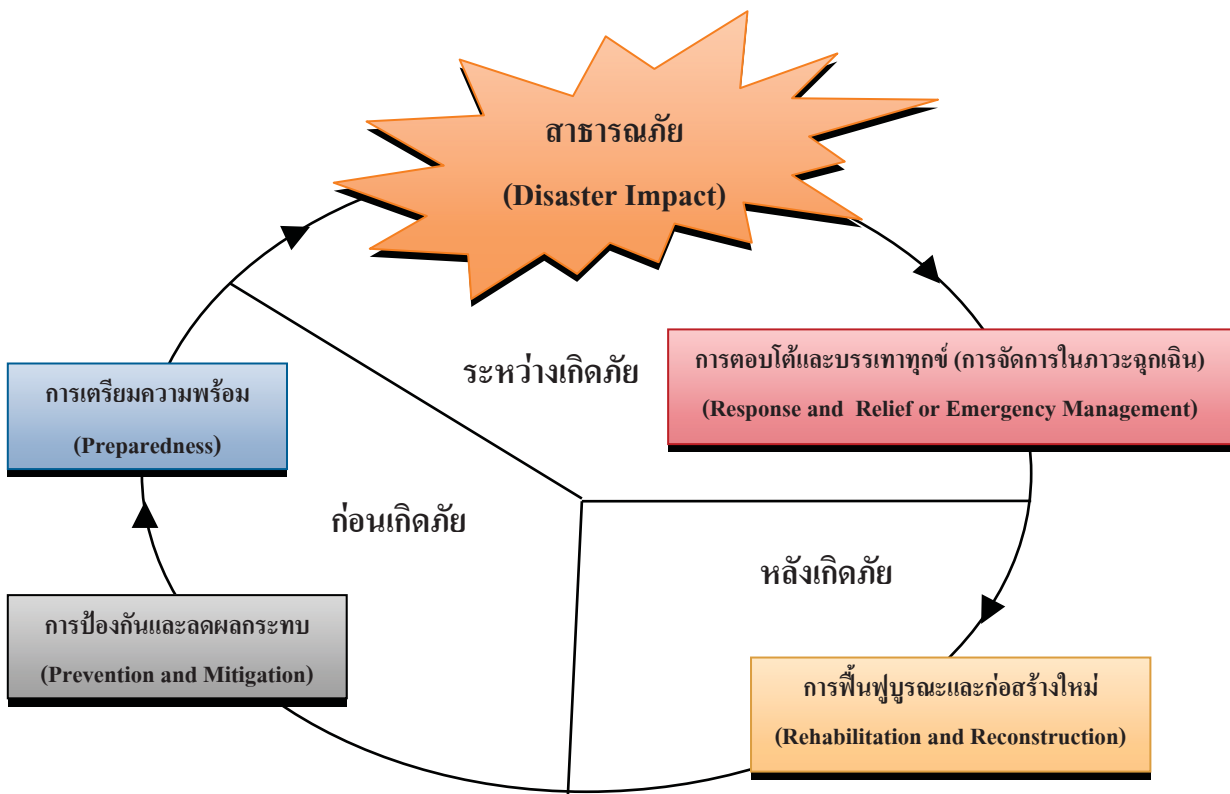 สาธารณภัย
(Disaster Impact)
ระหว่างเกิดภัย
การตอบโต้และบรรเทาทุกข์ (การจัดการในภาวะฉุกเฉิน)
(Response and Relief or Emergency Management)
การเตรียมความพร้อม
(Preparedness)
ก่อนเกิดภัย
หลังเกิดภัย
การป้องกันและลดผลกระทบ
(Prevention and Mitigation)
การฟื้นฟูบูรณะและก่อสร้างใหม่
(Rehabilitation and Reconstruction)